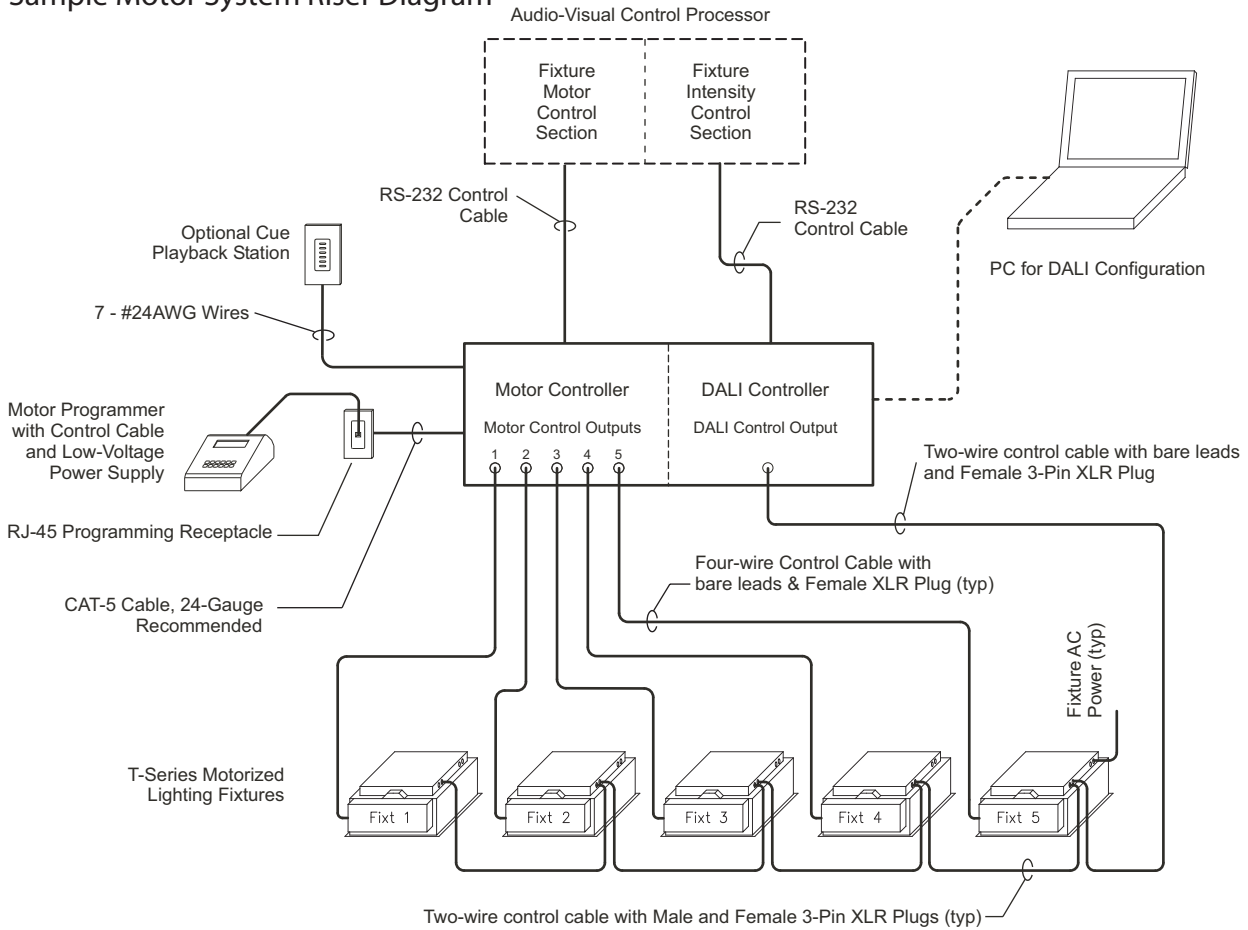 Sample Motor System Riser Diagram
Audio-Visual Control Processor
Fixture
Motor
Control
Section
Fixture
Intensity
Control
Section
RS-232 Control
Cable
RS-232
Control Cable
Optional Cue
Playback Station
PC for DALI Configuration
7 - #24AWG Wires
Motor Controller
DALI Controller
Motor Control Outputs
DALI Control Output
1 2 3 4 5
Motor Programmer
with Control Cable
and Low-Voltage
Power Supply
Two-wire control cable with bare leads
and Female 3-Pin XLR Plug
RJ-45 Programming Receptacle
Four-wire Control Cable with
bare leads & Female XLR Plug (typ)
CAT-5 Cable, 24-Gauge
Recommended
Fixture AC
Power (typ)
T-Series Motorized
Lighting Fixtures
Fixt 1
Fixt 2
Fixt 3
Fixt 4
Fixt 5
Two-wire control cable with Male and Female 3-Pin XLR Plugs (typ)